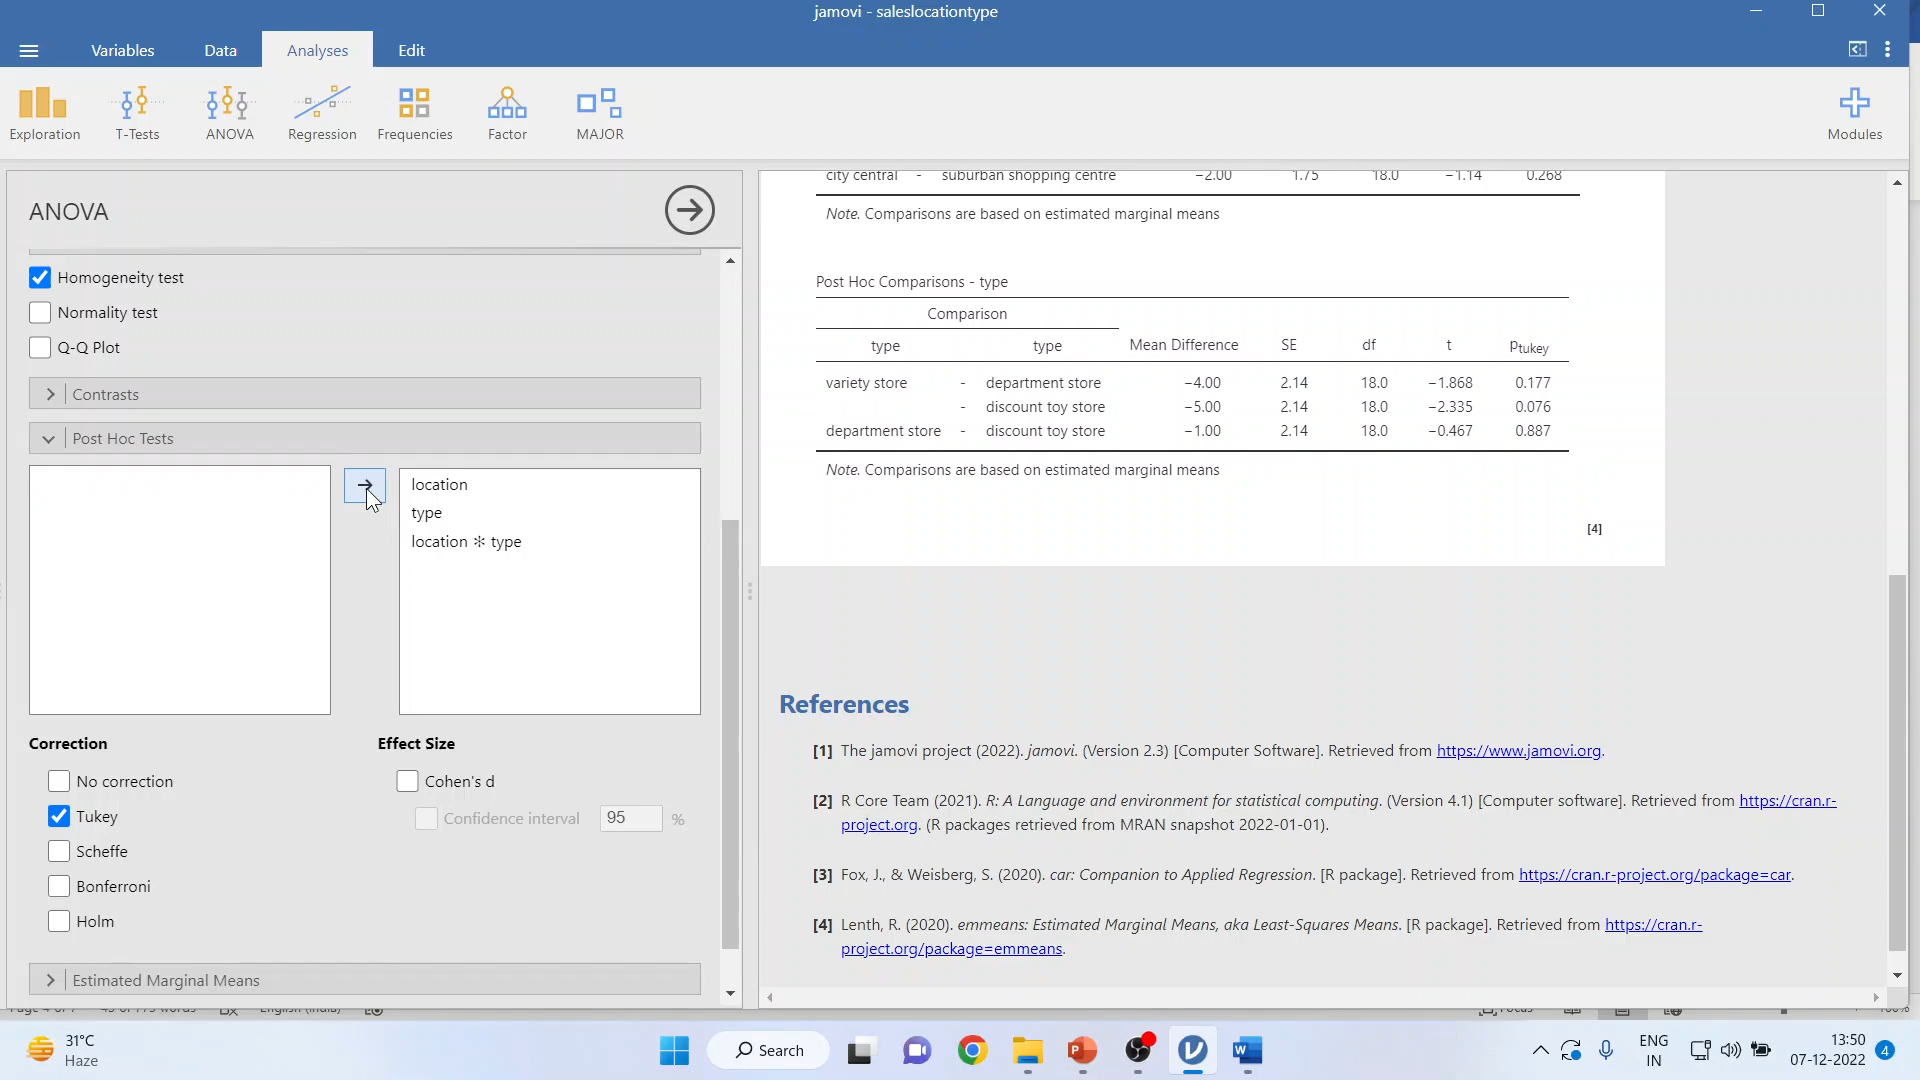 jamovi - saleslocationtype
Variables Data Analyses Edit
Exploration T-Tests ANOVA Regression Frequencies Factor MAJOR Modules
ANOVA
Homogeneity test
Normality test
Q-Q Plot
Contrasts
Post Hoc Tests
location
type
location ✻ type
Correction Effect Size
No correction Cohen's d
Tukey Confidence interval 95 %
Scheffe
Bonferroni
Holm
Estimated Marginal Means
city central - suburban shopping centre −2.00 1.75 18.0 −1.14 0.268
Note. Comparisons are based on estimated marginal means
Post Hoc Comparisons - type
Comparison
type type Mean Difference SE df t ptukey
variety store - department store −4.00 2.14 18.0 −1.868 0.177
- discount toy store −5.00 2.14 18.0 −2.335 0.076
department store - discount toy store −1.00 2.14 18.0 −0.467 0.887
Note. Comparisons are based on estimated marginal means
[4]
References
[1] The jamovi project (2022). jamovi. (Version 2.3) [Computer Software]. Retrieved from https://www.jamovi.org.
[2] R Core Team (2021). R: A Language and environment for statistical computing. (Version 4.1) [Computer software]. Retrieved from https://cran.r-
project.org. (R packages retrieved from MRAN snapshot 2022-01-01).
[3] Fox, J., & Weisberg, S. (2020). car: Companion to Applied Regression. [R package]. Retrieved from https://cran.r-project.org/package=car.
[4] Lenth, R. (2020). emmeans: Estimated Marginal Means, aka Least-Squares Means. [R package]. Retrieved from https://cran.r-
project.org/package=emmeans.
31°C
Haze
Search
ENG
IN
13:50
07-12-2022
4